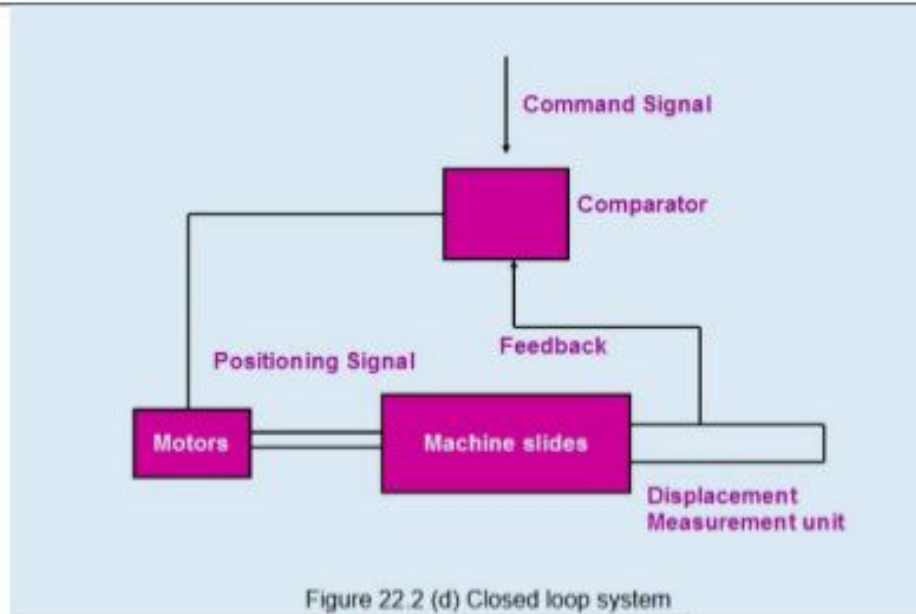 Command Signal
Comparator
Feedback
Positioning Signal
Motors
Machine slides
Displacement
Measurement unit
Figure 22.2 (d) Closed loop system